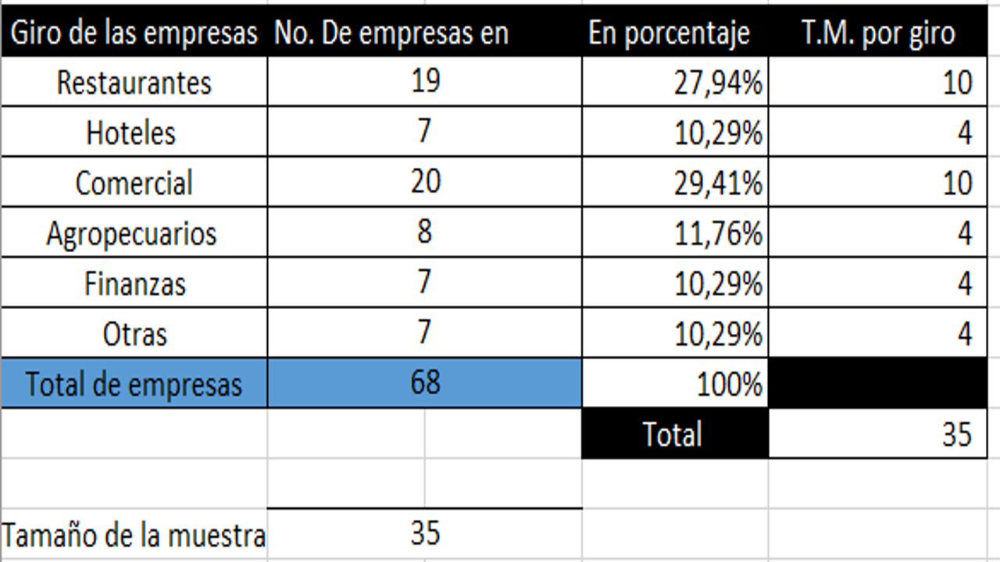 Giro de las empresas No. De empresas en En porcentaje T.M. por giro
Restaurantes 19 27,94% 10
Hoteles 7 10,29% 4
Comercial 20 29,41% 10
Agropecuarios 8 11,76% 4
Finanzas 7 10,29% 4
Otras 7 10,29% 4
Total de empresas 68 100%
Total 35
Tamaño de la muestra 35